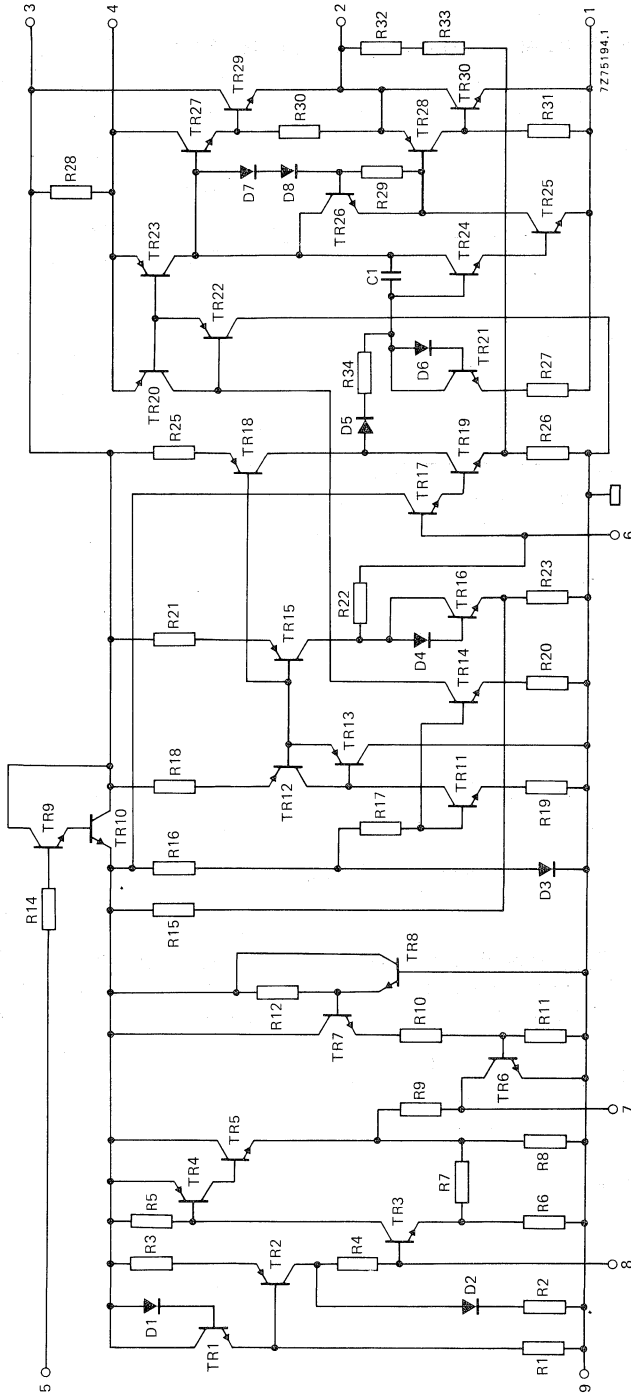 3
4
2
1
R28
R32
R33
TR29
TR27
R30
TR30
TR28
R31
7Z75194.1
D7
D8
R29
TR26
TR25
TR23
TR24
C1
TR22
TR20
R34
D6
TR21
R27
D5
R25
TR18
TR17
TR19
R26
6
R21
TR15
R22
D4
TR16
R23
TR14
R20
TR13
R18
TR12
TR11
R19
R17
TR9
TR10
R16
D3
R14
R15
TR8
R12
TR7
R10
R11
TR6
7
R9
TR5
TR4
R8
R7
R5
TR3
R6
R3
TR2
R4
8
D2
R2
D1
TR1
R1
5
9